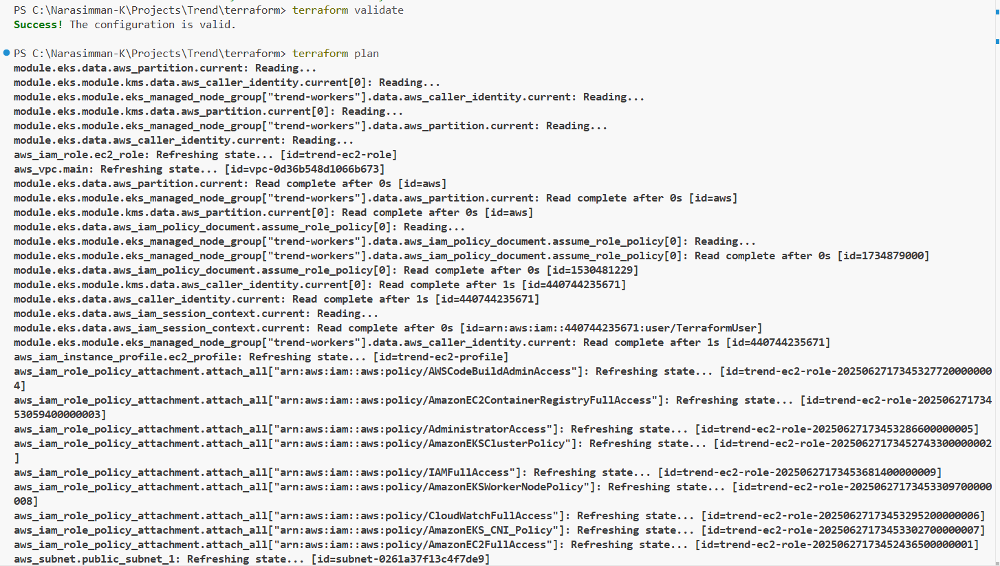 PS C:\Narasimman-K\Projects\Trend\terraform> terraform validate
Success! The configuration is valid.
PS C:\Narasimman-K\Projects\Trend\terraform> terraform plan
module.eks.data.aws_partition.current: Reading...
module.eks.module.kms.data.aws_caller_identity.current[0]: Reading...
module.eks.module.eks_managed_node_group["trend-workers"].data.aws_caller_identity.current: Reading...
module.eks.module.kms.data.aws_partition.current[0]: Reading...
module.eks.module.eks_managed_node_group["trend-workers"].data.aws_partition.current: Reading...
module.eks.data.aws_caller_identity.current: Reading...
aws_iam_role.ec2_role: Refreshing state... [id=trend-ec2-role]
aws_vpc.main: Refreshing state... [id=vpc-0d36b548d1066b673]
module.eks.data.aws_partition.current: Read complete after 0s [id=aws]
module.eks.module.eks_managed_node_group["trend-workers"].data.aws_partition.current: Read complete after 0s [id=aws]
module.eks.module.kms.data.aws_partition.current[0]: Read complete after 0s [id=aws]
module.eks.data.aws_iam_policy_document.assume_role_policy[0]: Reading...
module.eks.module.eks_managed_node_group["trend-workers"].data.aws_iam_policy_document.assume_role_policy[0]: Reading...
module.eks.module.eks_managed_node_group["trend-workers"].data.aws_iam_policy_document.assume_role_policy[0]: Read complete after 0s [id=1734879000]
module.eks.data.aws_iam_policy_document.assume_role_policy[0]: Read complete after 0s [id=1530481229]
module.eks.module.kms.data.aws_caller_identity.current[0]: Read complete after 1s [id=440744235671]
module.eks.data.aws_caller_identity.current: Read complete after 1s [id=440744235671]
module.eks.data.aws_iam_session_context.current: Reading...
module.eks.data.aws_iam_session_context.current: Read complete after 0s [id=arn:aws:iam::440744235671:user/TerraformUser]
module.eks.module.eks_managed_node_group["trend-workers"].data.aws_caller_identity.current: Read complete after 1s [id=440744235671]
aws_iam_instance_profile.ec2_profile: Refreshing state... [id=trend-ec2-profile]
aws_iam_role_policy_attachment.attach_all["arn:aws:iam::aws:policy/AWSCodeBuildAdminAccess"]: Refreshing state... [id=trend-ec2-role-2025062717345327720000000
4]
aws_iam_role_policy_attachment.attach_all["arn:aws:iam::aws:policy/AmazonEC2ContainerRegistryFullAccess"]: Refreshing state... [id=trend-ec2-role-202506271734
53059400000003]
aws_iam_role_policy_attachment.attach_all["arn:aws:iam::aws:policy/AdministratorAccess"]: Refreshing state... [id=trend-ec2-role-20250627173453286600000005]
aws_iam_role_policy_attachment.attach_all["arn:aws:iam::aws:policy/AmazonEKSClusterPolicy"]: Refreshing state... [id=trend-ec2-role-20250627173452743300000002
]
aws_iam_role_policy_attachment.attach_all["arn:aws:iam::aws:policy/IAMFullAccess"]: Refreshing state... [id=trend-ec2-role-20250627173453681400000009]
aws_iam_role_policy_attachment.attach_all["arn:aws:iam::aws:policy/AmazonEKSWorkerNodePolicy"]: Refreshing state... [id=trend-ec2-role-20250627173453309700000
008]
aws_iam_role_policy_attachment.attach_all["arn:aws:iam::aws:policy/CloudWatchFullAccess"]: Refreshing state... [id=trend-ec2-role-20250627173453295200000006]
aws_iam_role_policy_attachment.attach_all["arn:aws:iam::aws:policy/AmazonEKS_CNI_Policy"]: Refreshing state... [id=trend-ec2-role-20250627173453302700000007]
aws_iam_role_policy_attachment.attach_all["arn:aws:iam::aws:policy/AmazonEC2FullAccess"]: Refreshing state... [id=trend-ec2-role-20250627173452436500000001]
aws_subnet.public_subnet_1: Refreshing state... [id=subnet-0261a37f13c4f7de9]